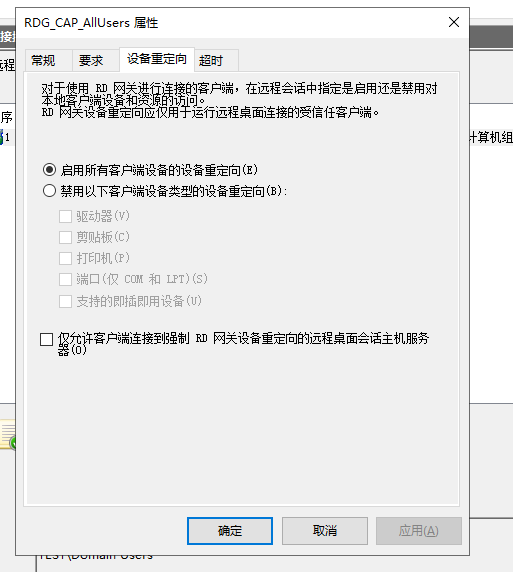 RDG_CAP_AllUsers 属性
常规
要求
设备重定向
超时
对于使用 RD 网关进行连接的客户端，在远程会话中指定是启用还是禁用对
本地客户端设备和资源的访问。
RD 网关设备重定向应仅用于运行远程桌面连接的受信任客户端。
启用所有客户端设备的设备重定向(E)
禁用以下客户端设备类型的设备重定向(B):
驱动器(V)
剪贴板(C)
打印机(P)
端口(仅 COM 和 LPT)(S)
支持的即插即用设备(U)
仅允许客户端连接到强制 RD 网关设备重定向的远程桌面会话主机服务
器(O)
确定
取消
应用(A)
接指
远程
序
1
计算机组
TEST\Domain Users